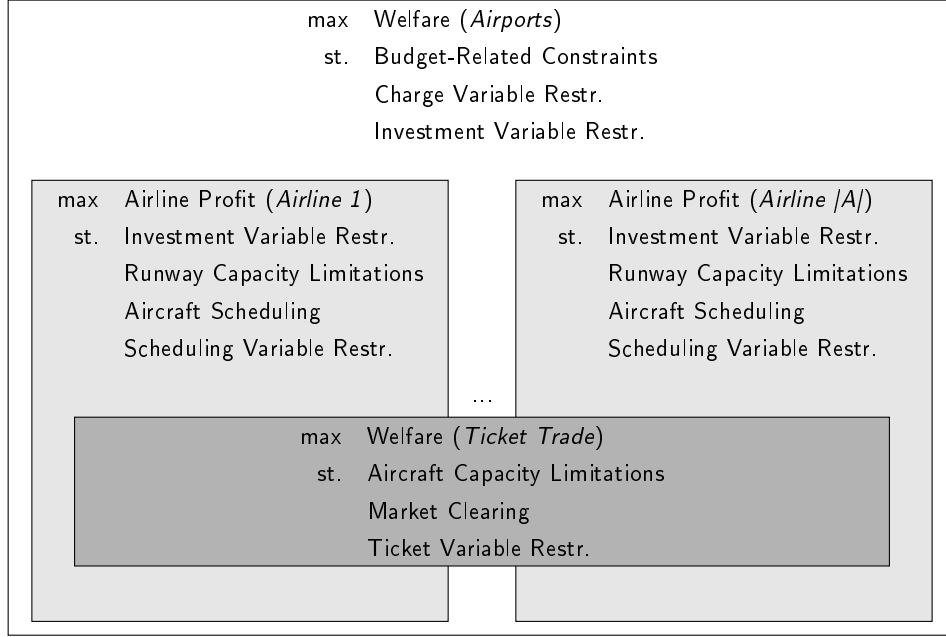 max Welfare (Airports)
st. Budget-Related Constraints
Charge Variable Restr.
Investment Variable Restr.
max Airline Profit (Airline 1)
st. Investment Variable Restr.
Runway Capacity Limitations
Aircraft Scheduling
Scheduling Variable Restr.
...
max Airline Profit (Airline |A|)
st. Investment Variable Restr.
Runway Capacity Limitations
Aircraft Scheduling
Scheduling Variable Restr.
max Welfare (Ticket Trade)
st. Aircraft Capacity Limitations
Market Clearing
Ticket Variable Restr.